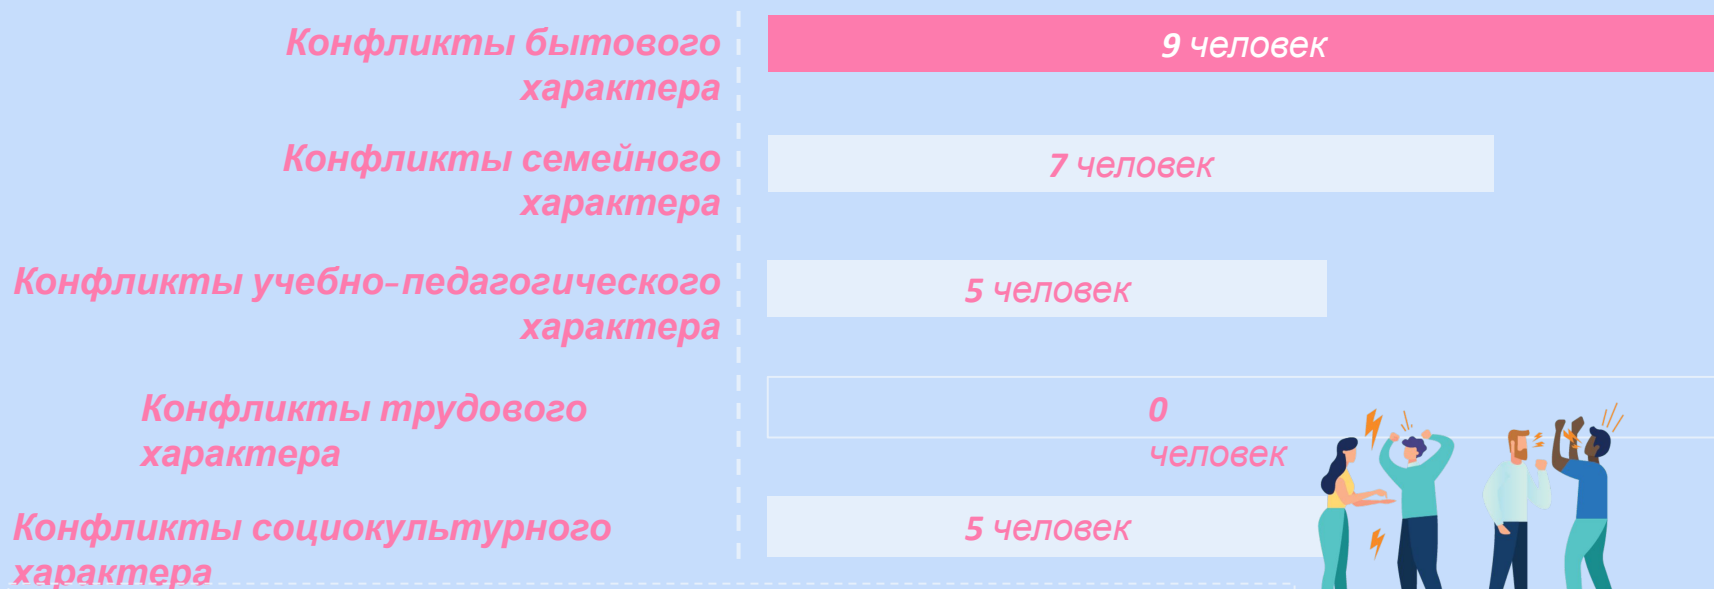 Конфликты бытового
характера
9 человек
Конфликты семейного
характера
7 человек
Конфликты учебно-педагогического
характера
5 человек
Конфликты трудового
характера
0
человек
Конфликты социокультурного
характера
5 человек